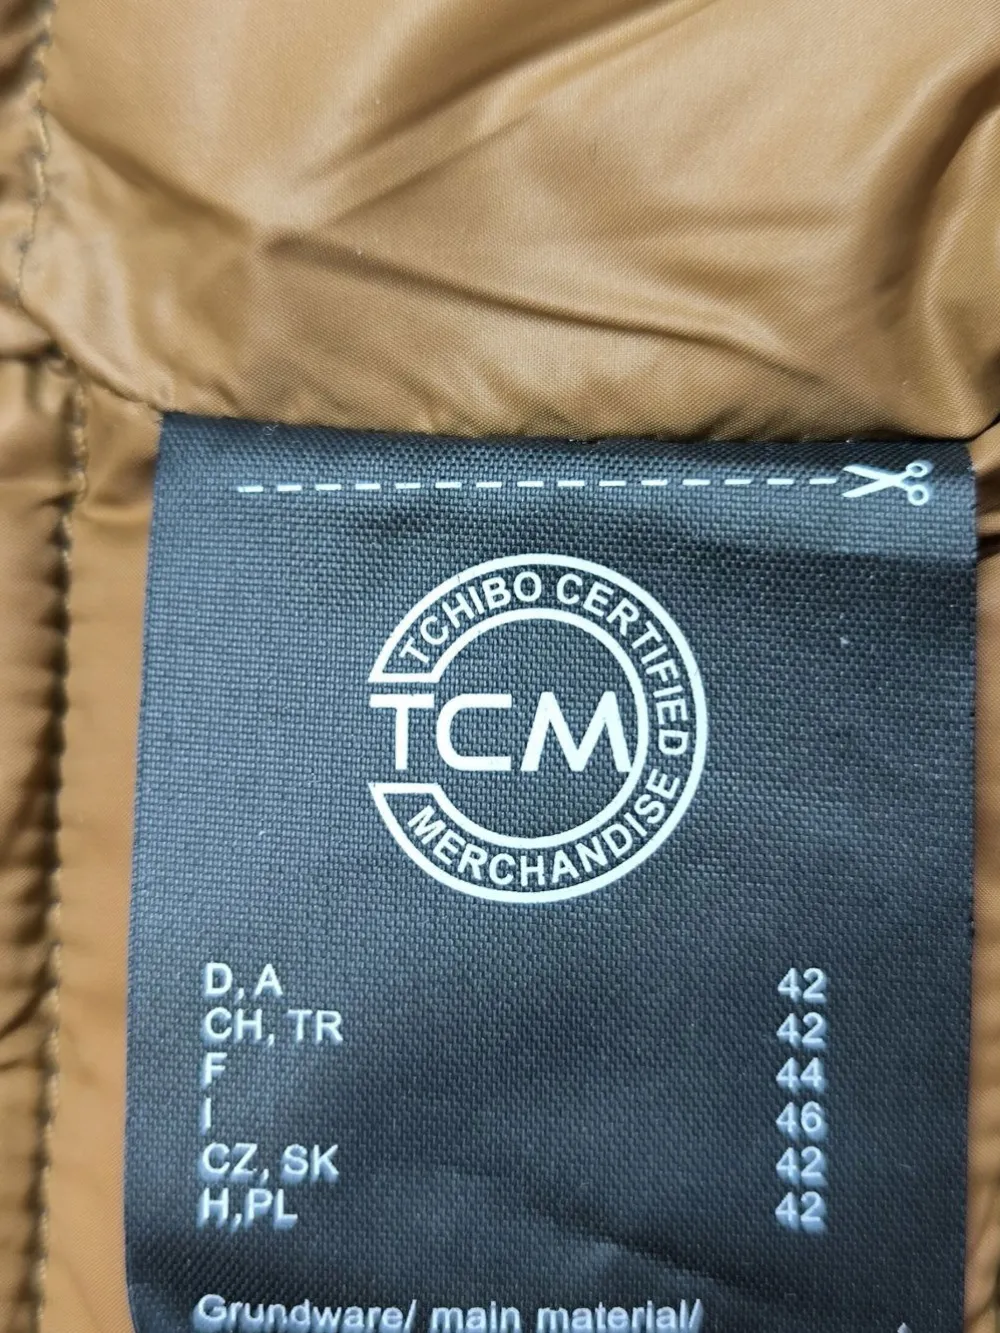 TCHIBO CERTIFIED
TCM
MERCHANDISE
D, A 42
CH, TR 42
F 44
I 46
CZ, SK 42
H,PL 42
Grundware/ main material/